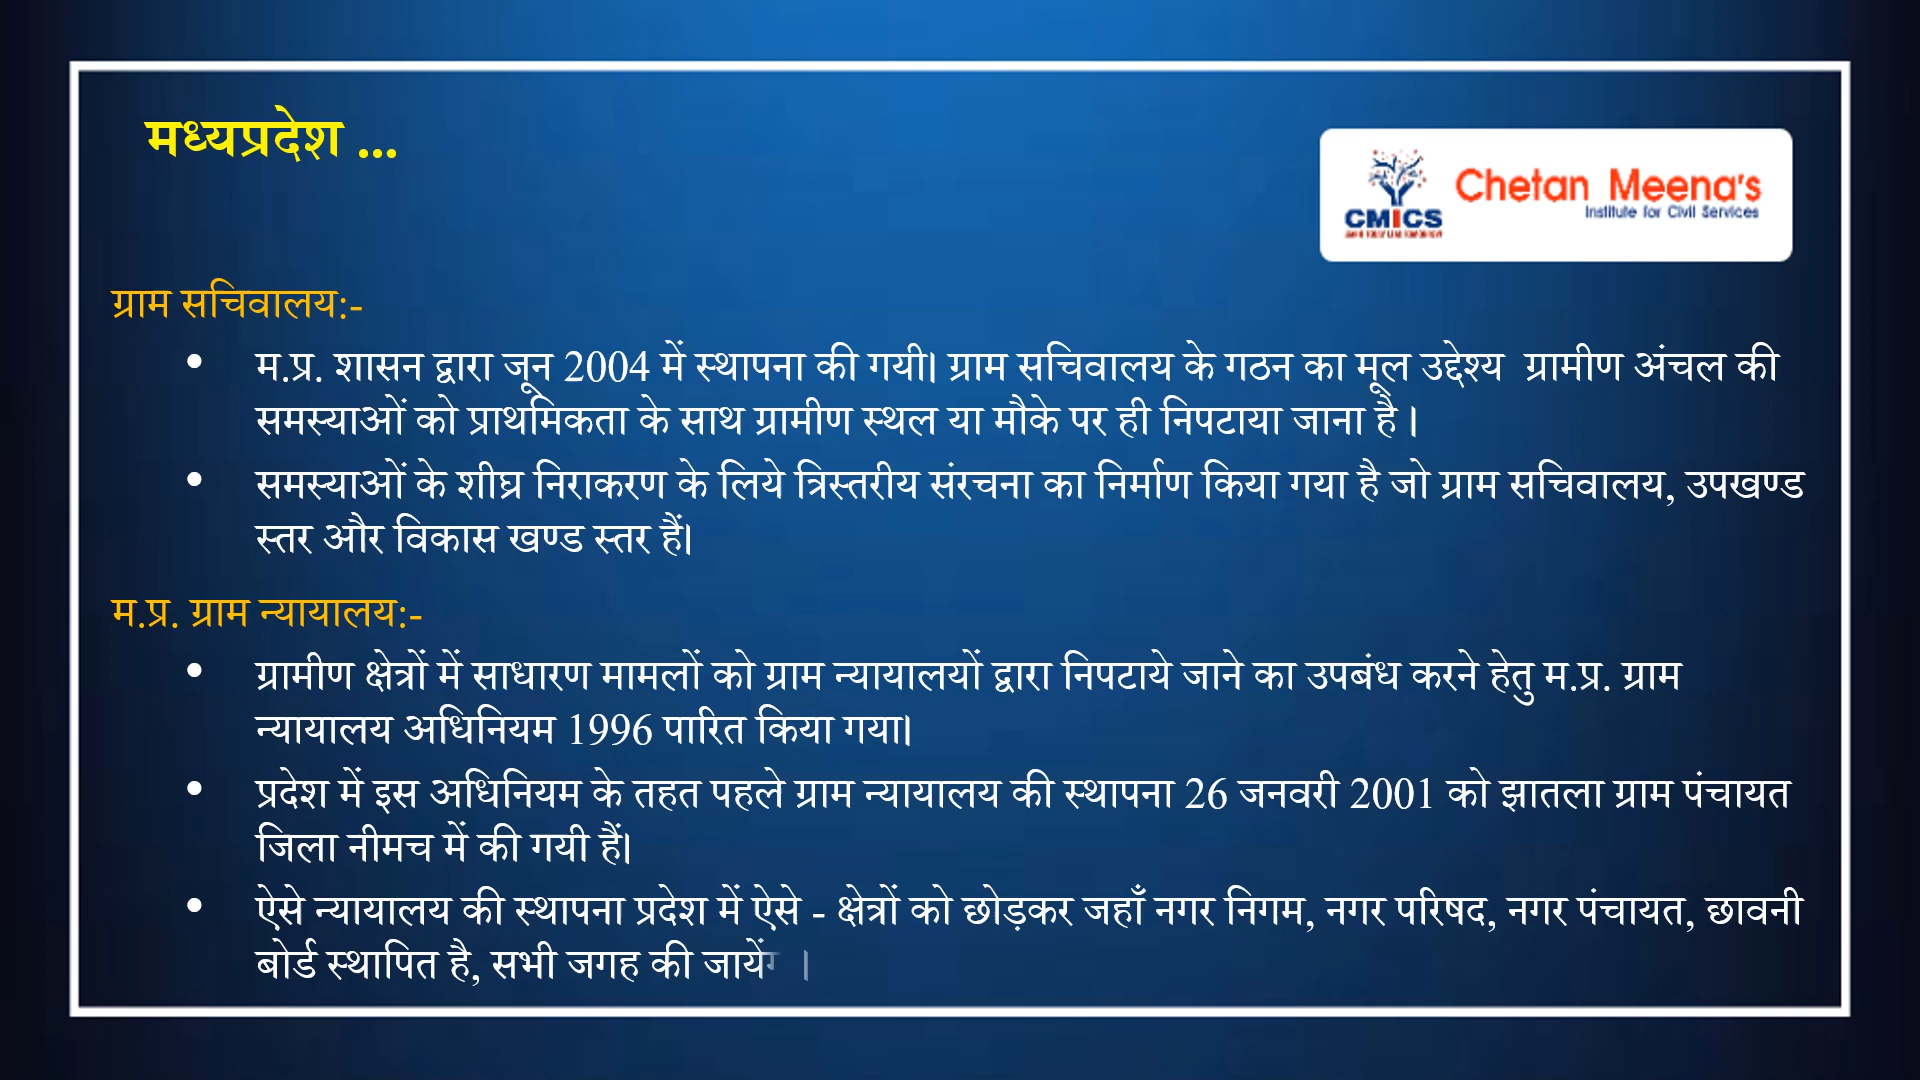 मध्यप्रदेश ...
CMICS
Chetan Meena's
Institute for Civil Services
ग्राम सचिवालय:-
• म.प्र. शासन द्वारा जून 2004 में स्थापना की गयी। ग्राम सचिवालय के गठन का मूल उद्देश्य ग्रामीण अंचल की
समस्याओं को प्राथमिकता के साथ ग्रामीण स्थल या मौके पर ही निपटाया जाना है।
• समस्याओं के शीघ्र निराकरण के लिये त्रिस्तरीय संरचना का निर्माण किया गया है जो ग्राम सचिवालय, उपखण्ड
स्तर और विकास खण्ड स्तर हैं।
म.प्र. ग्राम न्यायालय:-
• ग्रामीण क्षेत्रों में साधारण मामलों को ग्राम न्यायालयों द्वारा निपटाये जाने का उपबंध करने हेतु म.प्र. ग्राम
न्यायालय अधिनियम 1996 पारित किया गया।
• प्रदेश में इस अधिनियम के तहत पहले ग्राम न्यायालय की स्थापना 26 जनवरी 2001 को झातला ग्राम पंचायत
जिला नीमच में की गयी हैं।
• ऐसे न्यायालय की स्थापना प्रदेश में ऐसे - क्षेत्रों को छोड़कर जहाँ नगर निगम, नगर परिषद, नगर पंचायत, छावनी
बोर्ड स्थापित है, सभी जगह की